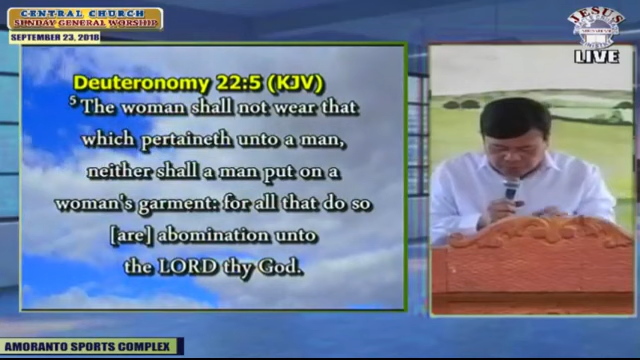 CENTRAL CHURCH
SUNDAY GENERAL WORSHIP
SEPTEMBER 23, 2018
JESUS
LIVE
Deuteronomy 22:5 (KJV)
5 The woman shall not wear that
which pertaineth unto a man,
neither shall a man put on a
woman's garment: for all that do so
[are] abomination unto
the LORD thy God.
AMORANTO SPORTS COMPLEX